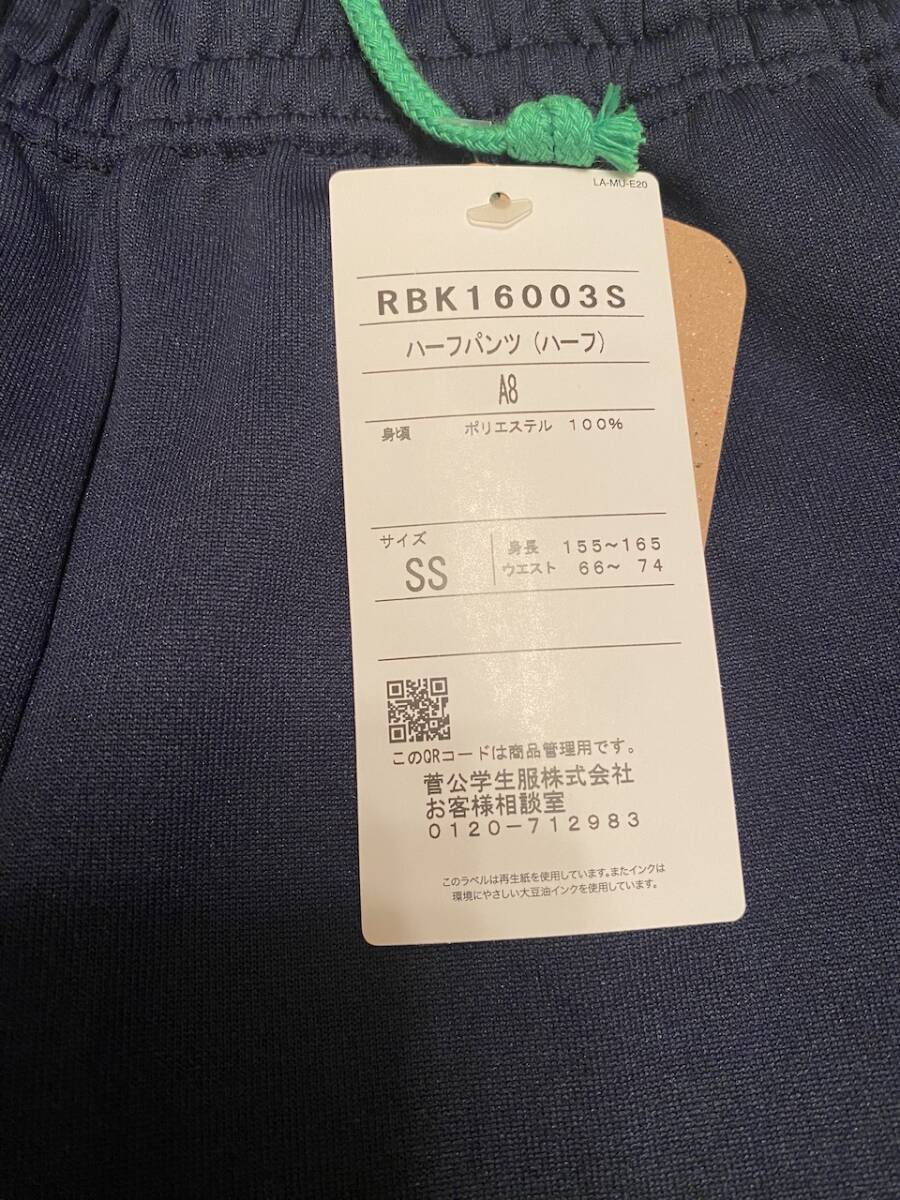 LA-MU-E20
RBK16003S
ハーフパンツ（ハーフ）
A8
身頃 ポリエステル 100%
サイズ
SS
身長 155～165
ウエスト 66～ 74
このQRコードは商品管理用です。
菅公学生服株式会社
お客様相談室
0120-712983
このラベルは再生紙を使用しています。またインクは
環境にやさしい大豆油インクを使用しています。